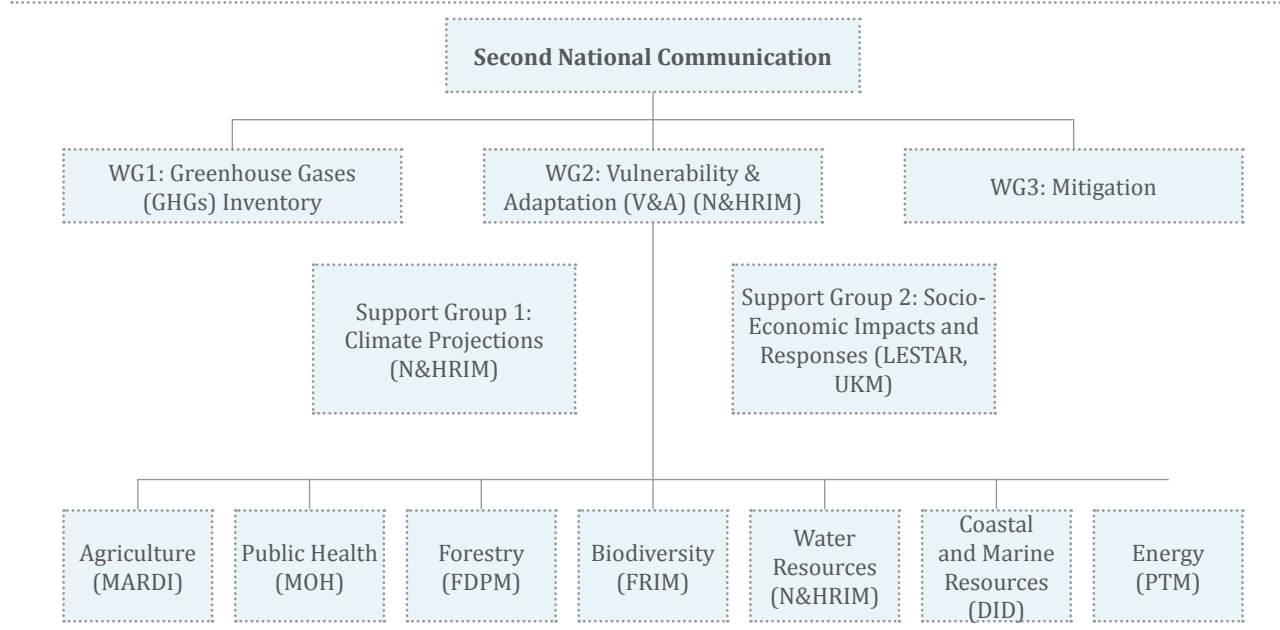 Second National Communication
WG1: Greenhouse Gases
(GHGs) Inventory
WG2: Vulnerability &
Adaptation (V&A) (N&HRIM)
WG3: Mitigation
Support Group 1:
Climate Projections
(N&HRIM)
Support Group 2: Socio-
Economic Impacts and
Responses (LESTAR,
UKM)
Agriculture
(MARDI)
Public Health
(MOH)
Forestry
(FDPM)
Biodiversity
(FRIM)
Water
Resources
(N&HRIM)
Coastal
and Marine
Resources
(DID)
Energy
(PTM)